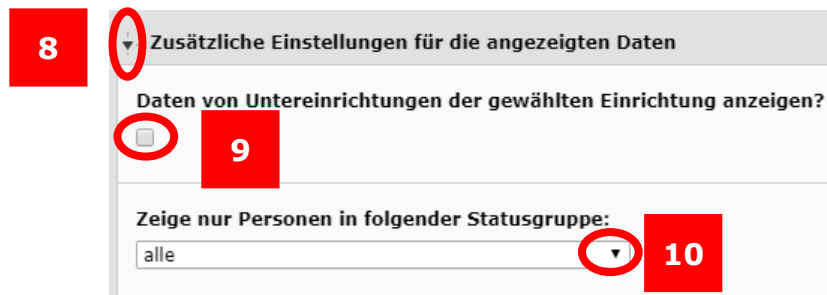 8
Zusätzliche Einstellungen für die angezeigten Daten
Daten von Untereinrichtungen der gewählten Einrichtung anzeigen?
9
Zeige nur Personen in folgender Statusgruppe:
alle
10